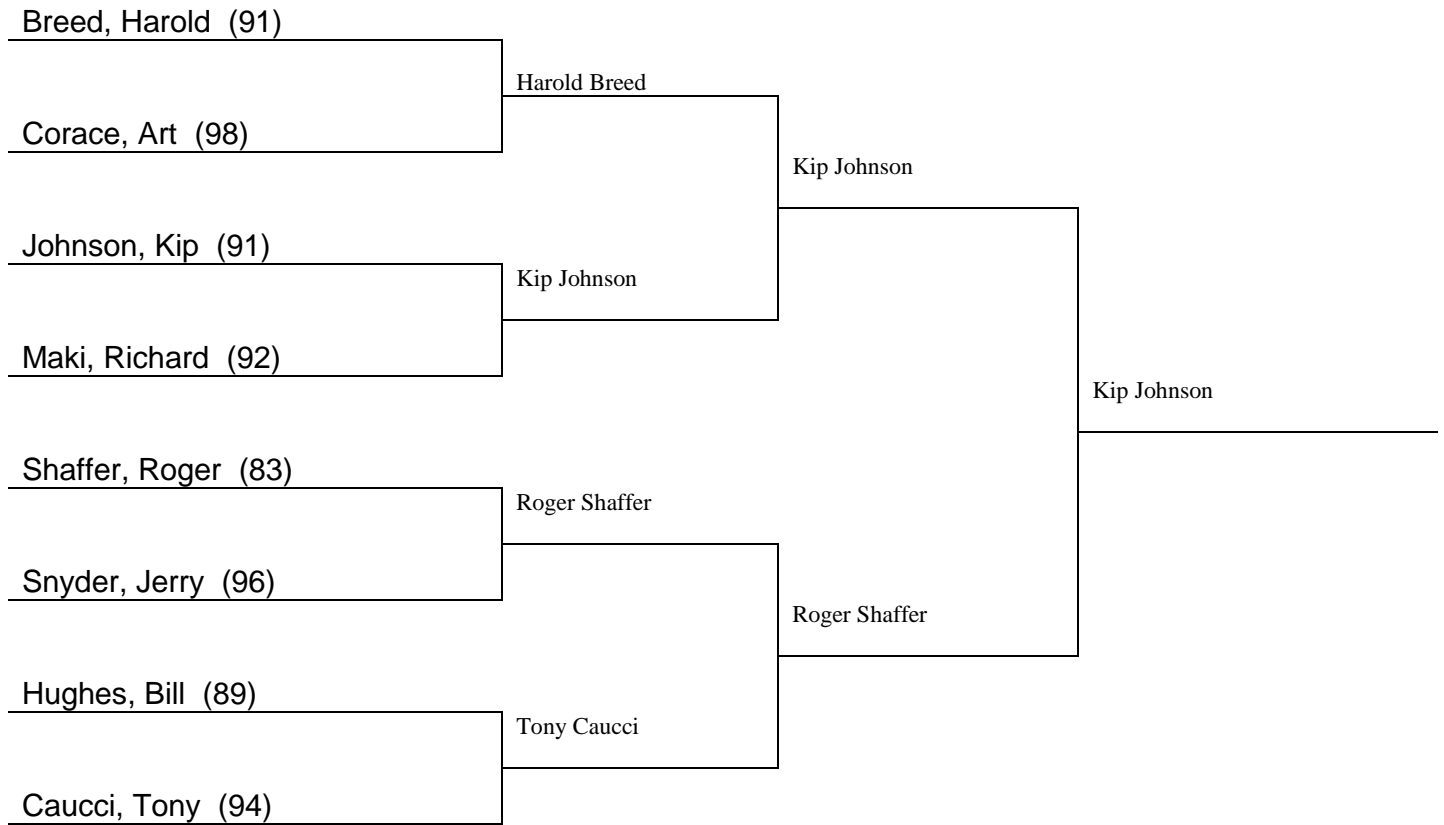 Breed, Harold (91)
Harold Breed
Corace, Art (98)
Kip Johnson
Johnson, Kip (91)
Kip Johnson
Maki, Richard (92)
Kip Johnson
Shaffer, Roger (83)
Roger Shaffer
Snyder, Jerry (96)
Roger Shaffer
Hughes, Bill (89)
Tony Caucci
Caucci, Tony (94)